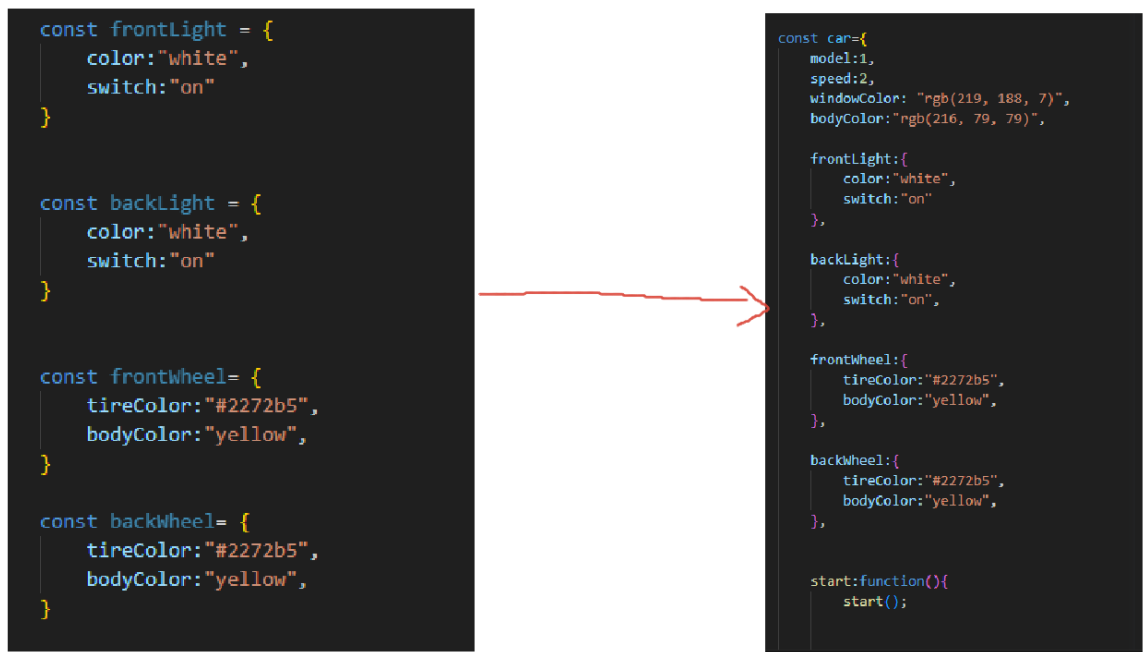 const frontLight = {
color:"white",
switch:"on"
}
const backLight = {
color:"white",
switch:"on"
}
const frontWheel= {
tireColor:"#2272b5",
bodyColor:"yellow",
}
const backWheel= {
tireColor:"#2272b5",
bodyColor:"yellow",
}
const car={
model:1,
speed:2,
windowColor: "rgb(219, 188, 7)",
bodyColor:"rgb(216, 79, 79)",
frontLight:{
color:"white",
switch:"on"
},
backLight:{
color:"white",
switch:"on",
},
frontWheel:{
tireColor:"#2272b5",
bodyColor:"yellow",
},
backWheel:{
tireColor:"#2272b5",
bodyColor:"yellow",
},
start:function(){
start();